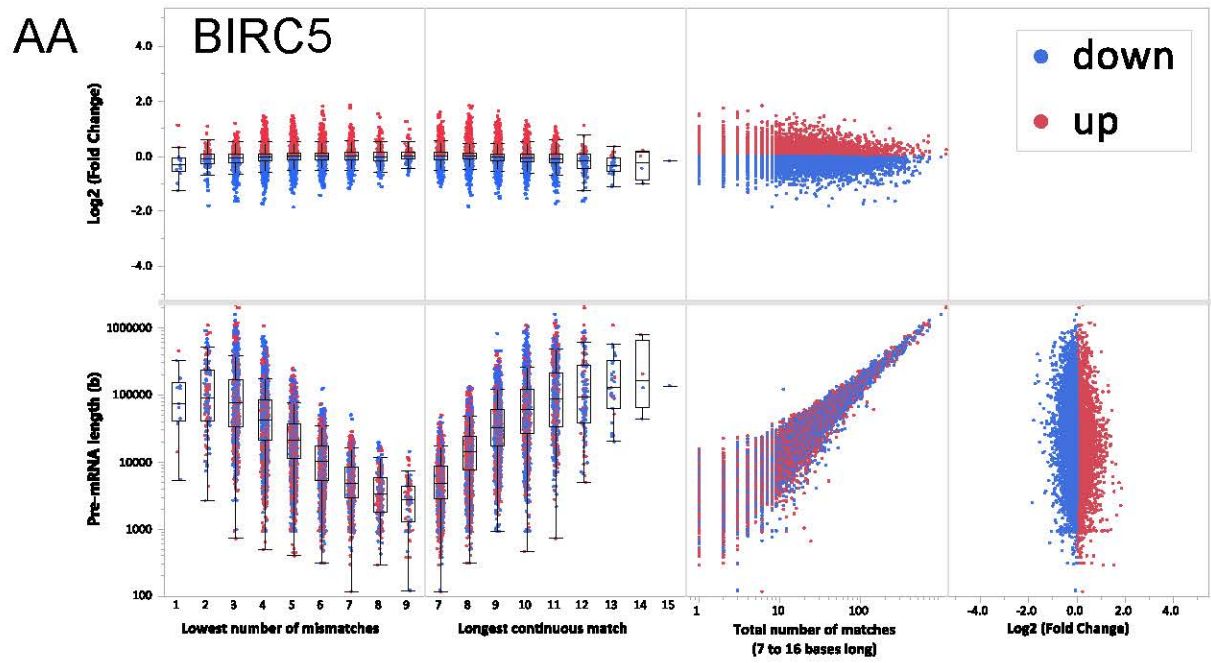 AA BIRC5
down
up
Log2 (Fold Change)
4.0
2.0
0.0
-2.0
-4.0
Pre-mRNA length (b)
1000000
100000
10000
1000
100
1 2 3 4 5 6 7 8 9 7 8 9 10 11 12 13 14 15 1 10 100 -4.0 -2.0 0.0 2.0 4.0
Lowest number of mismatches Longest continuous match Total number of matches Log2 (Fold Change)
(7 to 16 bases long)